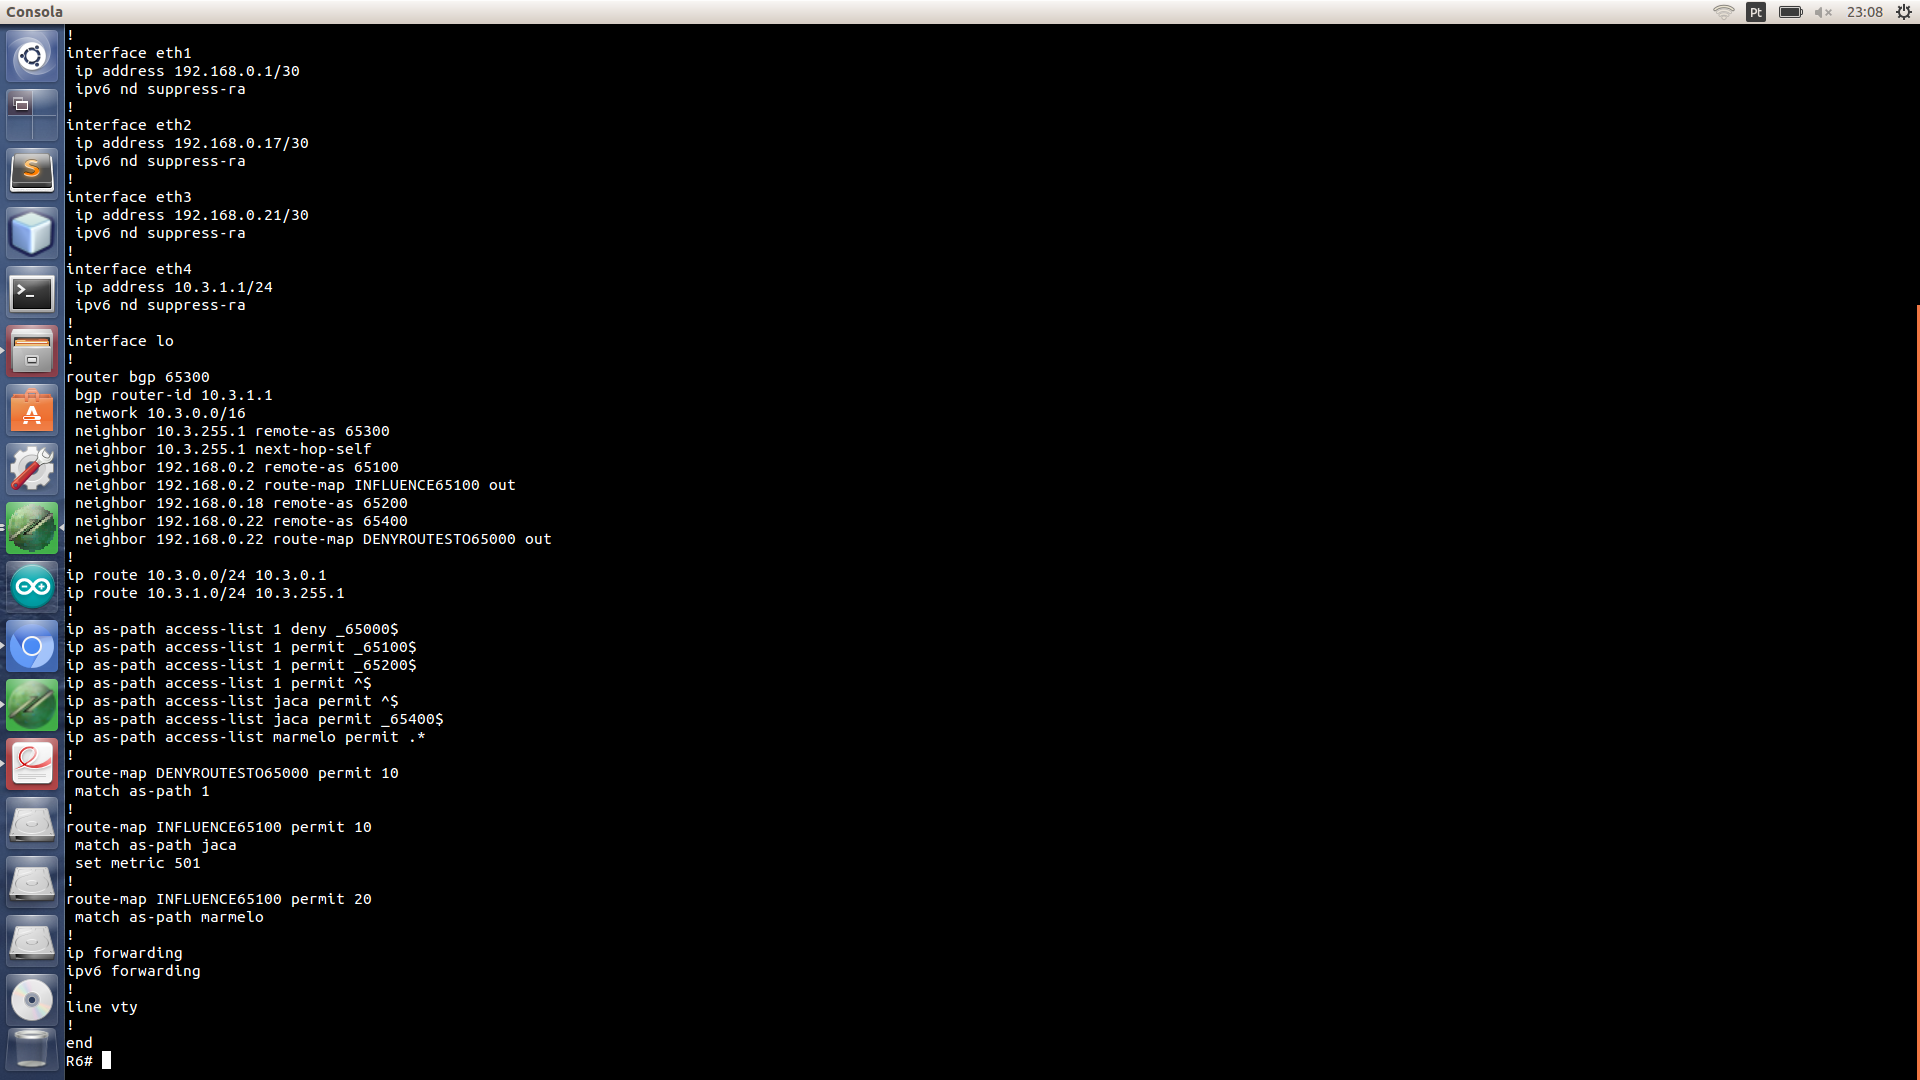 Consola
Pt
23:08
!
interface eth1
 ip address 192.168.0.1/30
 ipv6 nd suppress-ra
!
interface eth2
 ip address 192.168.0.17/30
 ipv6 nd suppress-ra
!
interface eth3
 ip address 192.168.0.21/30
 ipv6 nd suppress-ra
!
interface eth4
 ip address 10.3.1.1/24
 ipv6 nd suppress-ra
!
interface lo
!
router bgp 65300
 bgp router-id 10.3.1.1
 network 10.3.0.0/16
 neighbor 10.3.255.1 remote-as 65300
 neighbor 10.3.255.1 next-hop-self
 neighbor 192.168.0.2 remote-as 65100
 neighbor 192.168.0.2 route-map INFLUENCE65100 out
 neighbor 192.168.0.18 remote-as 65200
 neighbor 192.168.0.22 remote-as 65400
 neighbor 192.168.0.22 route-map DENYROUTESTO65000 out
!
ip route 10.3.0.0/24 10.3.0.1
ip route 10.3.1.0/24 10.3.255.1
!
ip as-path access-list 1 deny _65000$
ip as-path access-list 1 permit _65100$
ip as-path access-list 1 permit _65200$
ip as-path access-list 1 permit ^$
ip as-path access-list jaca permit ^$
ip as-path access-list jaca permit _65400$
ip as-path access-list marmelo permit .*
!
route-map DENYROUTESTO65000 permit 10
 match as-path 1
!
route-map INFLUENCE65100 permit 10
 match as-path jaca
 set metric 501
!
route-map INFLUENCE65100 permit 20
 match as-path marmelo
!
ip forwarding
ipv6 forwarding
!
line vty
!
end
R6#